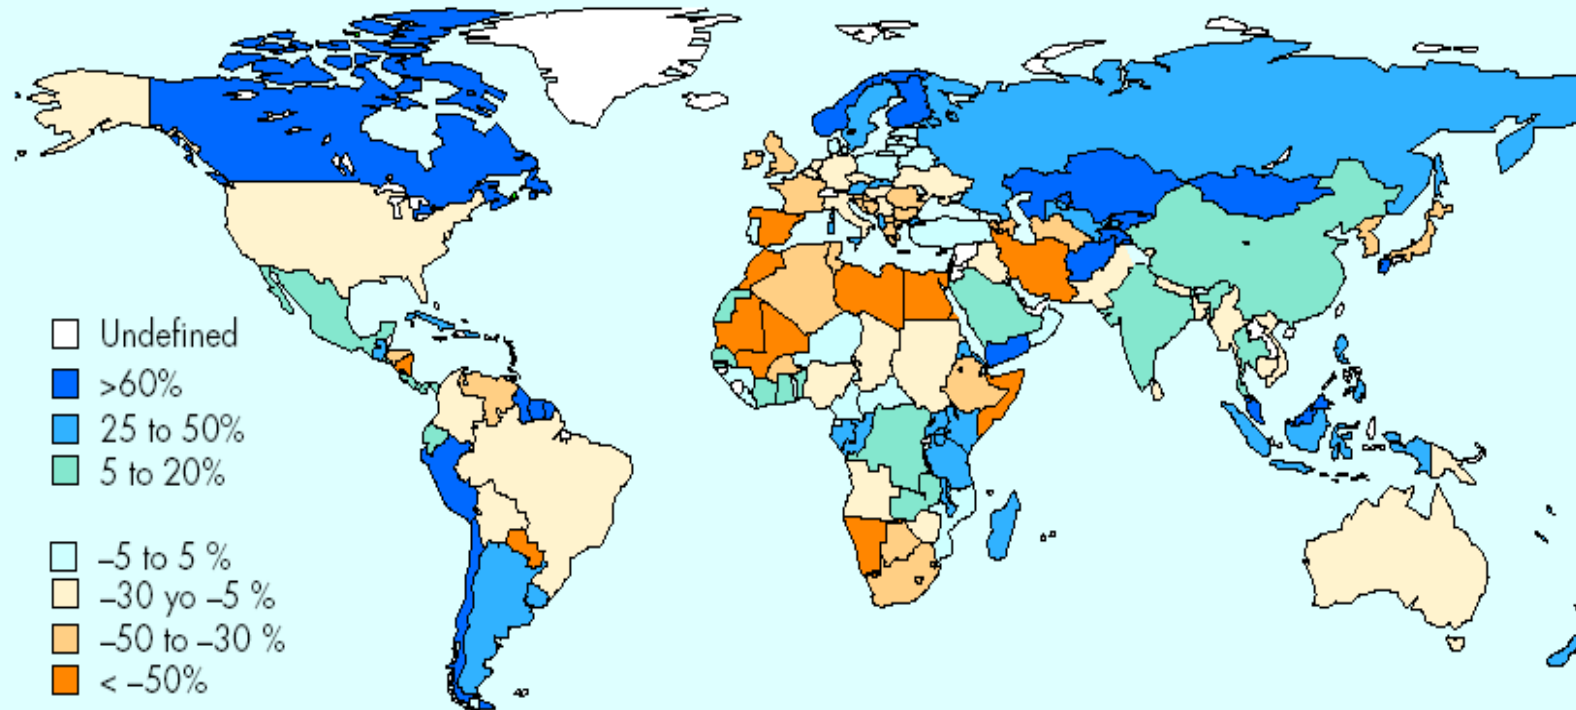 Undefined
>60%
25 to 50%
5 to 20%
–5 to 5 %
–30 yo –5 %
–50 to –30 %
< –50%